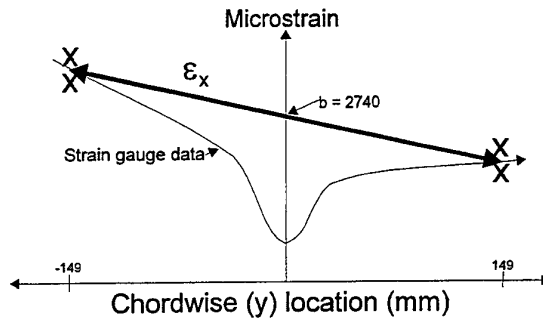 Microstrain
X
X
εx
b = 2740
Strain gauge data
X
X
-149
149
Chordwise (y) location (mm)